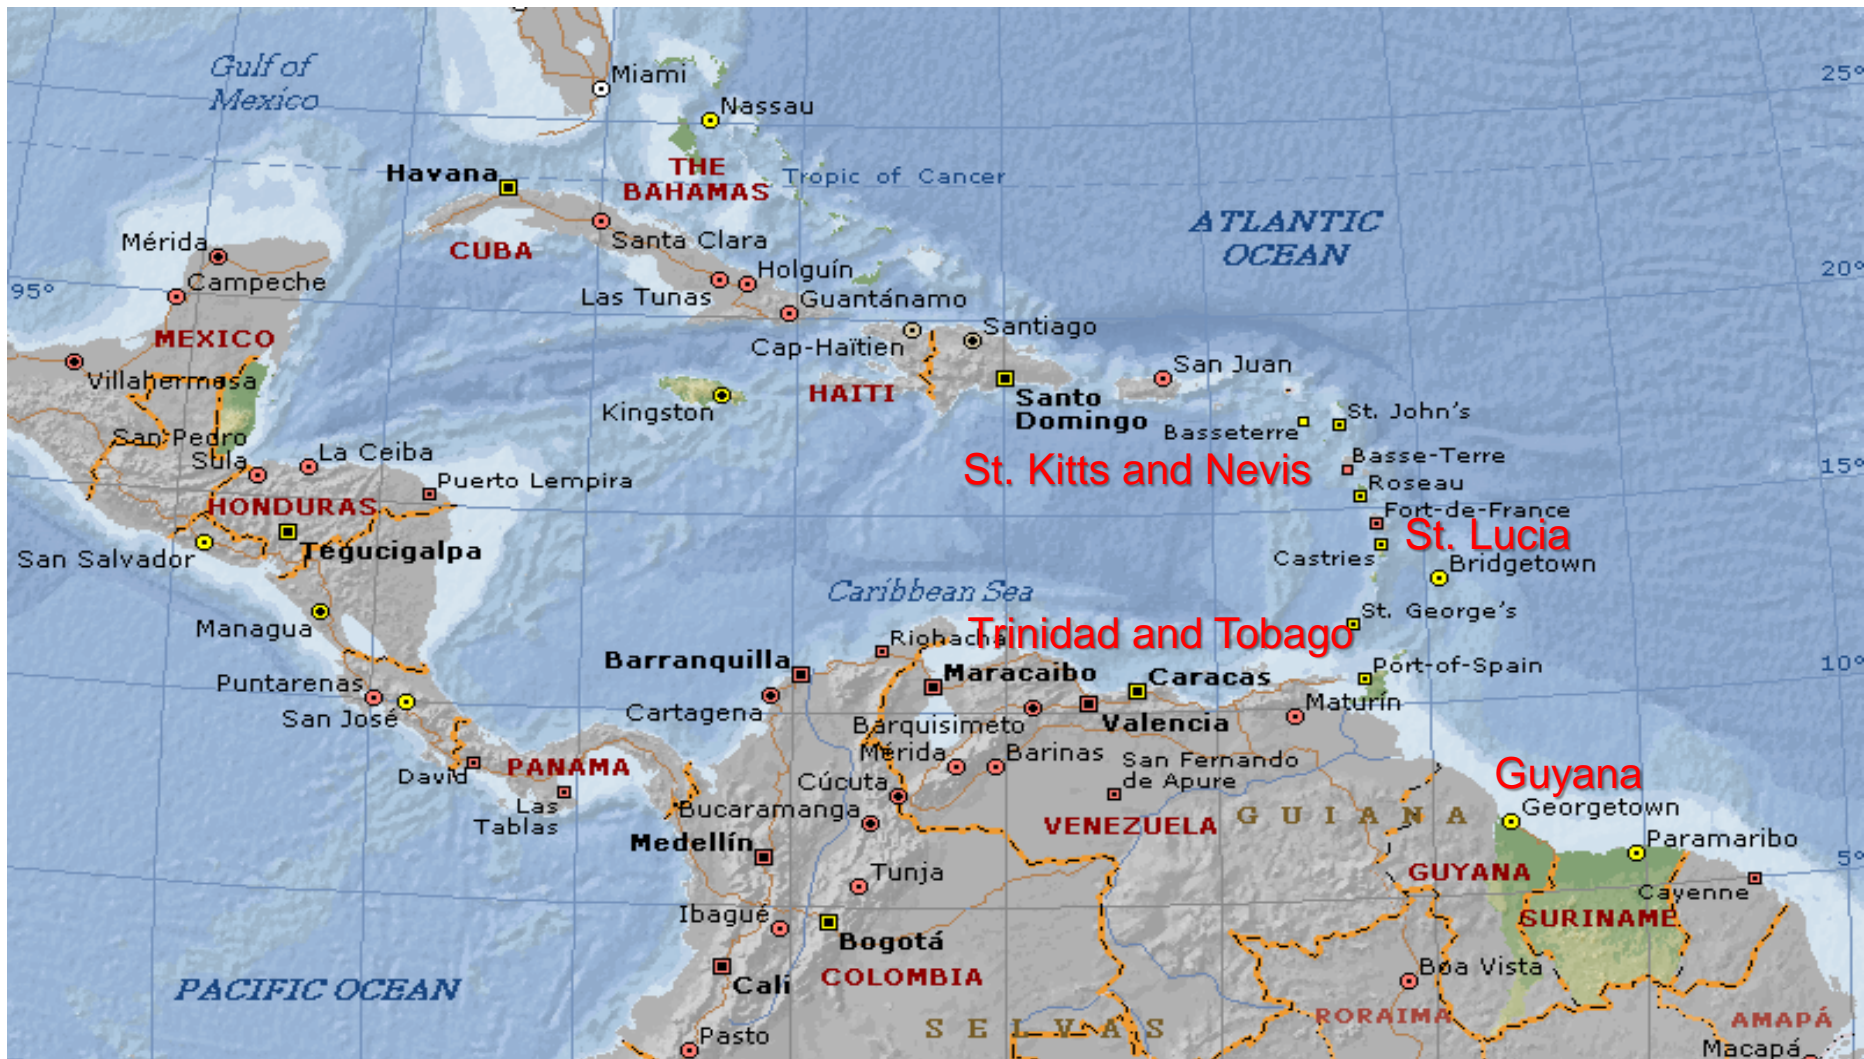 Gulf of
Mexico
Miami
Nassau
25°
THE
BAHAMAS
Havana
Tropic of Cancer
ATLANTIC
OCEAN
Mérida
CUBA
Santa Clara
Holguín
20°
Campeche
95°
Las Tunas
Guantánamo
MEXICO
Cap-Haïtien
Santiago
San Juan
Villahermosa
HAITI
Kingston
Santo
Domingo
Basseterre
St. John's
San Pedro
Sula
La Ceiba
Puerto Lempira
St. Kitts and Nevis
Basse-Terre
15°
Roseau
HONDURAS
Fort-de-France
St. Lucia
San Salvador
Tegucigalpa
Castries
Bridgetown
Caribbean Sea
Managua
Riohacha
Trinidad and Tobago
St. George's
Barranquilla
Maracaibo
Caracas
Port-of-Spain
10°
Puntarenas
San José
Cartagena
Barquisimeto
Valencia
Maturín
Mérida
Barinas
San Fernando
de Apure
David
PANAMA
Cúcuta
Guyana
Las
Tablas
Bucaramanga
VENEZUELA
GUIANA
Georgetown
Medellín
Paramaribo
5°
Tunja
GUYANA
Cayenne
Ibagué
SURINAME
Bogotá
COLOMBIA
Cali
Boa Vista
PACIFIC OCEAN
SELVAS
RORAIMA
AMAPÁ
Pasto
Macapá